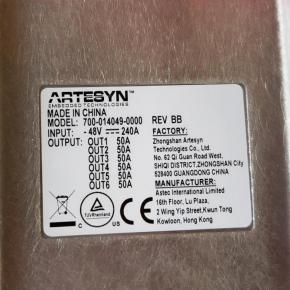 ARTESYN
EMBEDDED TECHNOLOGIES
MADE IN CHINA
MODEL: 700-014049-0000 REV BB
INPUT: - 48V ⎓ 240A
OUTPUT: OUT1 50A
OUT2 50A
OUT3 50A
OUT4 50A
OUT5 50A
OUT6 50A
FACTORY:
Zhongshan Artesyn
Technologies Co., Ltd.
No. 62 Qi Guan Road West,
SHIQI DISTRICT, ZHONGSHAN City
528400 GUANGDONG CHINA
MANUFACTURER:
Astec International Limited
16th Floor, Lu Plaza,
2 Wing Yip Street, Kwun Tong
Kowloon, Hong Kong
TÜVRheinland
C US